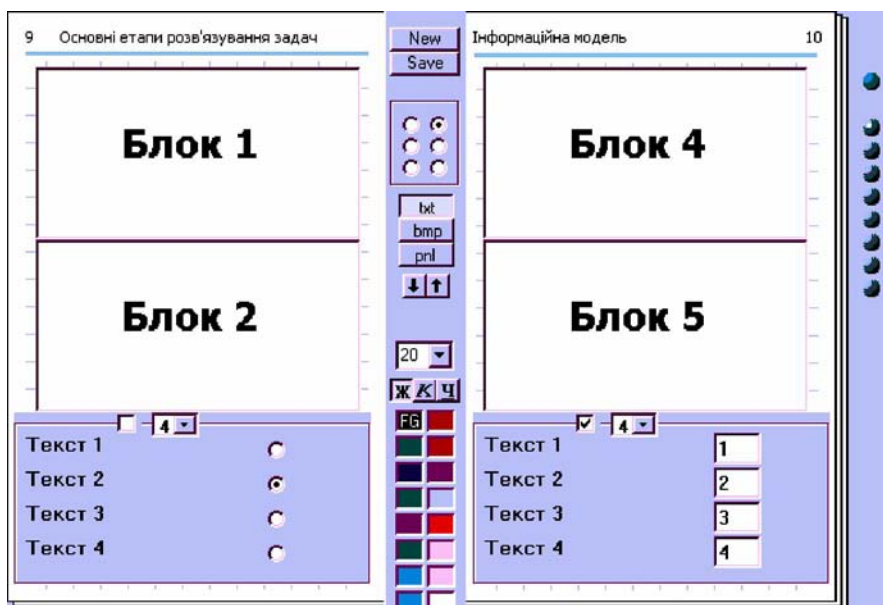 9 Основні етапи розв'язування задач
Блок 1
Блок 2
4
Текст 1
Текст 2
Текст 3
Текст 4
New
Save
txt
bmp
pnl
20
Ж К Ч
FG
Інформаційна модель 10
Блок 4
Блок 5
4
Текст 1 1
Текст 2 2
Текст 3 3
Текст 4 4